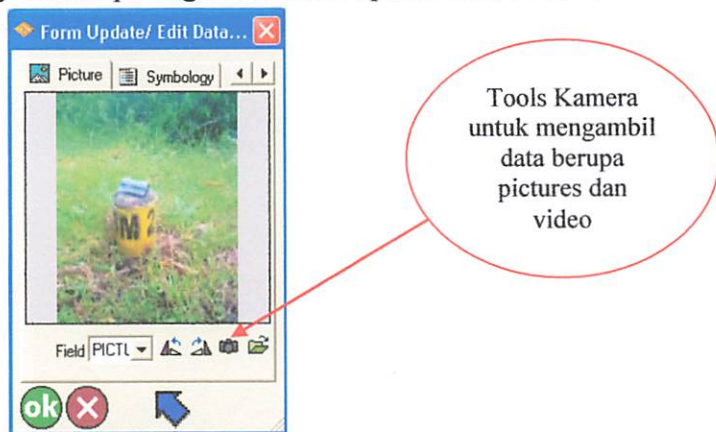 Form Update/ Edit Data...
Picture
Symbology
Tools Kamera
untuk mengambil
data berupa
pictures dan
video
M
Field PICTU
ok